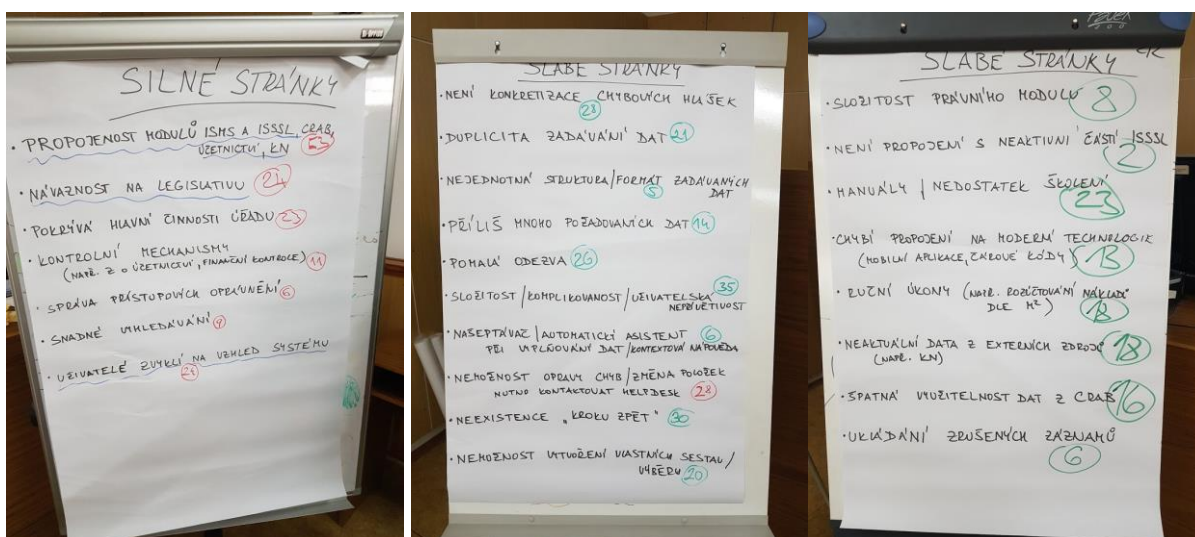 SILNÉ STRÁNKY
• PROPOJENOST MODULŮ ISMS A ISSSL, CRAB,
ÚČETNICTVÍ, KN
• NÁVAZNOST NA LEGISLATIVU
• POKRÝVÁ HLAVNÍ ČINNOSTI ÚŘADU 23
• KONTROLNÍ MECHANISMY
(NAPŘ. Z O ÚČETNICTVÍ, FINANČNÍ KONTROLE) 11
• SPRÁVA PŘÍSTUPOVÝCH OPRÁVNĚNÍ 6
• SNADNÉ VYHLEDÁVÁNÍ 9
• UŽIVATELÉ ZVYKLÍ NA VZHLED SYSTÉMU
SLABÉ STRÁNKY
• NENÍ KONKRETIZACE CHYBOVÝCH HLÁŠEK
28
• DUPLICITA ZADÁVÁNÍ DAT 21
• NEJEDNOTNÁ STRUKTURA/FORMÁT ZADÁVANÝCH
5 DAT
• PŘÍLIŠ MNOHO POŽADOVANÝCH DAT 14
• POMALÁ ODEZVA 26
35
• SLOŽITOST/KOMPLIKOVANOST/UŽIVATELSKÁ
NEPŘÍVĚTIVOST
• NAŠEPTÁVAČ/AUTOMATICKÝ ASISTENT 6
PŘI VYPLŇOVÁNÍ DAT/KONTEXTOVÁ NÁPOVĚDA
• NEMOŽNOST OPRAVY CHYB/ZMĚNA POLOŽEK
NUTNO KONTAKTOVAT HELPDESK 28
• NEEXISTENCE „KROKU ZPĚT" 30
• NEMOŽNOST VYTVOŘENÍ VLASTNÍCH SESTAV/
VÝBĚRU 20
SLABÉ STRÁNKY
• SLOŽITOST PRÁVNÍHO MODULU 8
• NENÍ PROPOJENÍ S NEAKTIVNÍ ČÁSTÍ ISSSL
2
• MANUÁLY / NEDOSTATEK ŠKOLENÍ
23
• CHYBÍ PROPOJENÍ NA MODERNÍ TECHNOLOGIE
(MOBILNÍ APLIKACE, ČÁROVÉ KÓDY) 13
• RUČNÍ ÚKONY (NAPŘ. ROZÚČTOVÁNÍ NÁKLADŮ
DLE M²) 18
• NEAKTUÁLNÍ DATA Z EXTERNÍCH ZDROJŮ 18
(NAPŘ. KN)
• ŠPATNÁ VYUŽITELNOST DAT Z CRAB 16
• UKLÁDÁNÍ ZRUŠENÝCH ZÁZNAMŮ
6